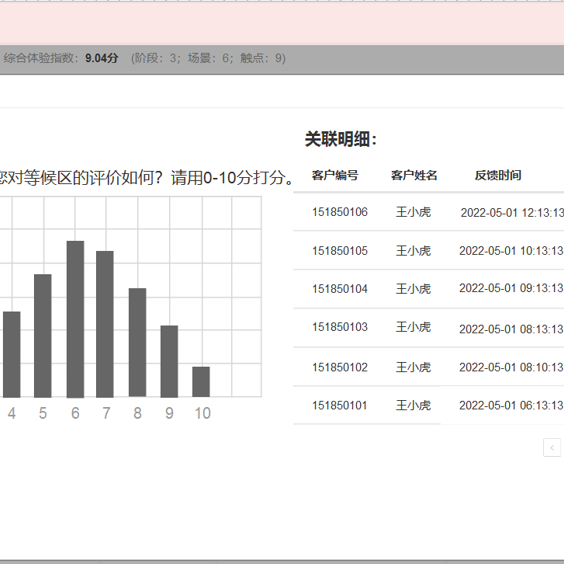 综合体验指数：9.04分 (阶段：3；场景：6；触点：9)
关联明细：
您对等候区的评价如何？请用0-10分打分。
客户编号 客户姓名 反馈时间
151850106 王小虎 2022-05-01 12:13:13
151850105 王小虎 2022-05-01 10:13:13
151850104 王小虎 2022-05-01 09:13:13
151850103 王小虎 2022-05-01 08:13:13
151850102 王小虎 2022-05-01 08:10:13
151850101 王小虎 2022-05-01 06:13:13
4 5 6 7 8 9 10